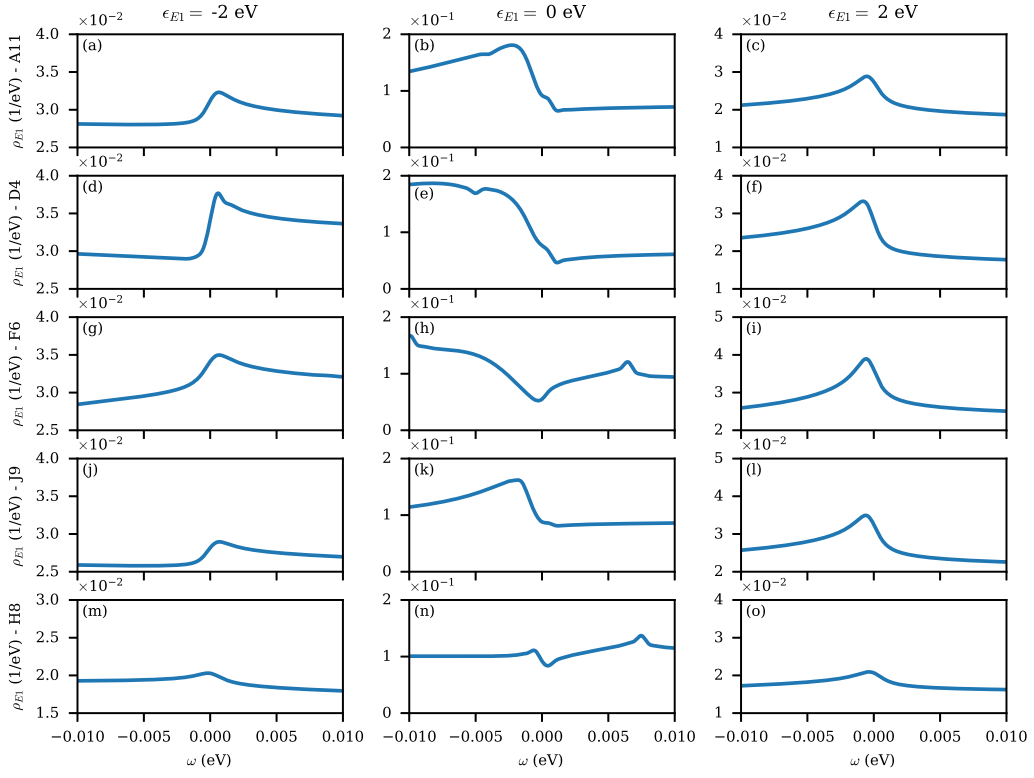 ϵ_E1 = -2 eV ϵ_E1 = 0 eV ϵ_E1 = 2 eV
×10⁻² ×10⁻¹ ×10⁻²
ρ_E1 (1/eV) - A11
(a) (b) (c)
4.0 2 4
3.5 3
3.0 1 2
2.5 0 1
×10⁻² ×10⁻¹ ×10⁻²
ρ_E1 (1/eV) - D4
(d) (e) (f)
4.0 2 4
3.5 3
3.0 1 2
2.5 0 1
×10⁻² ×10⁻¹ ×10⁻²
ρ_E1 (1/eV) - F6
(g) (h) (i)
4.0 2 5
3.5 4
3.0 1 3
2.5 0 2
×10⁻² ×10⁻¹ ×10⁻²
ρ_E1 (1/eV) - J9
(j) (k) (l)
4.0 2 5
3.5 4
3.0 1 3
2.5 0 2
×10⁻² ×10⁻¹ ×10⁻²
ρ_E1 (1/eV) - H8
(m) (n) (o)
3.0 2 4
2.5 3
2.0 1 2
1.5 0 1
−0.010 −0.005 0.000 0.005 0.010 −0.010 −0.005 0.000 0.005 0.010 −0.010 −0.005 0.000 0.005 0.010
ω (eV) ω (eV) ω (eV)